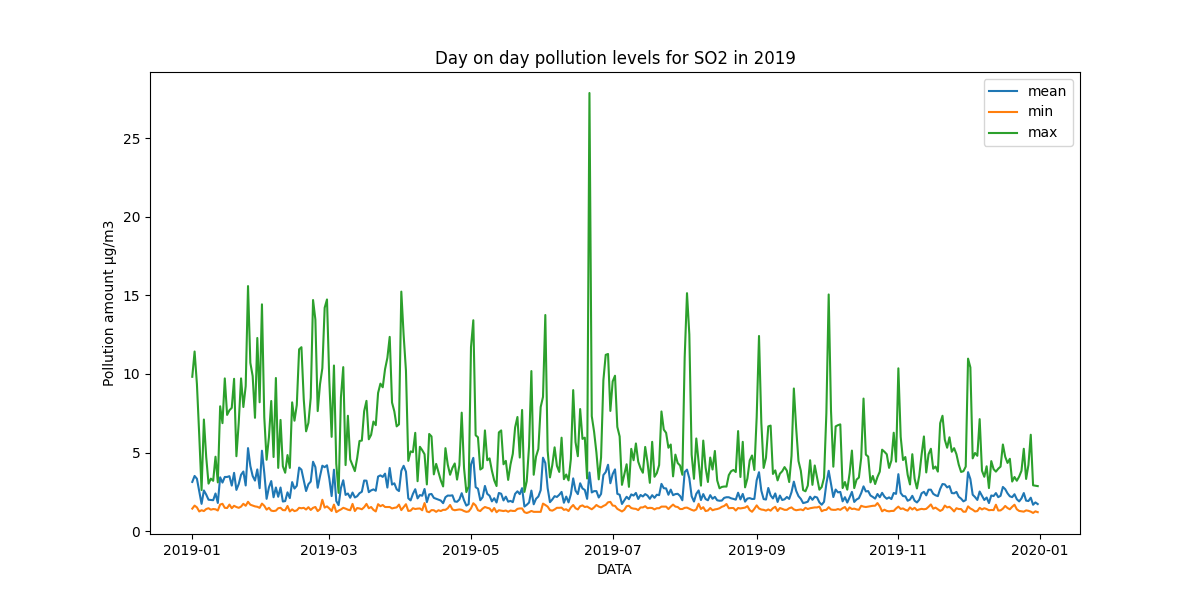 Day on day pollution levels for SO2 in 2019
mean
min
max
Pollution amount µg/m3
25
20
15
10
5
0
2019-01
2019-03
2019-05
2019-07
2019-09
2019-11
2020-01
DATA